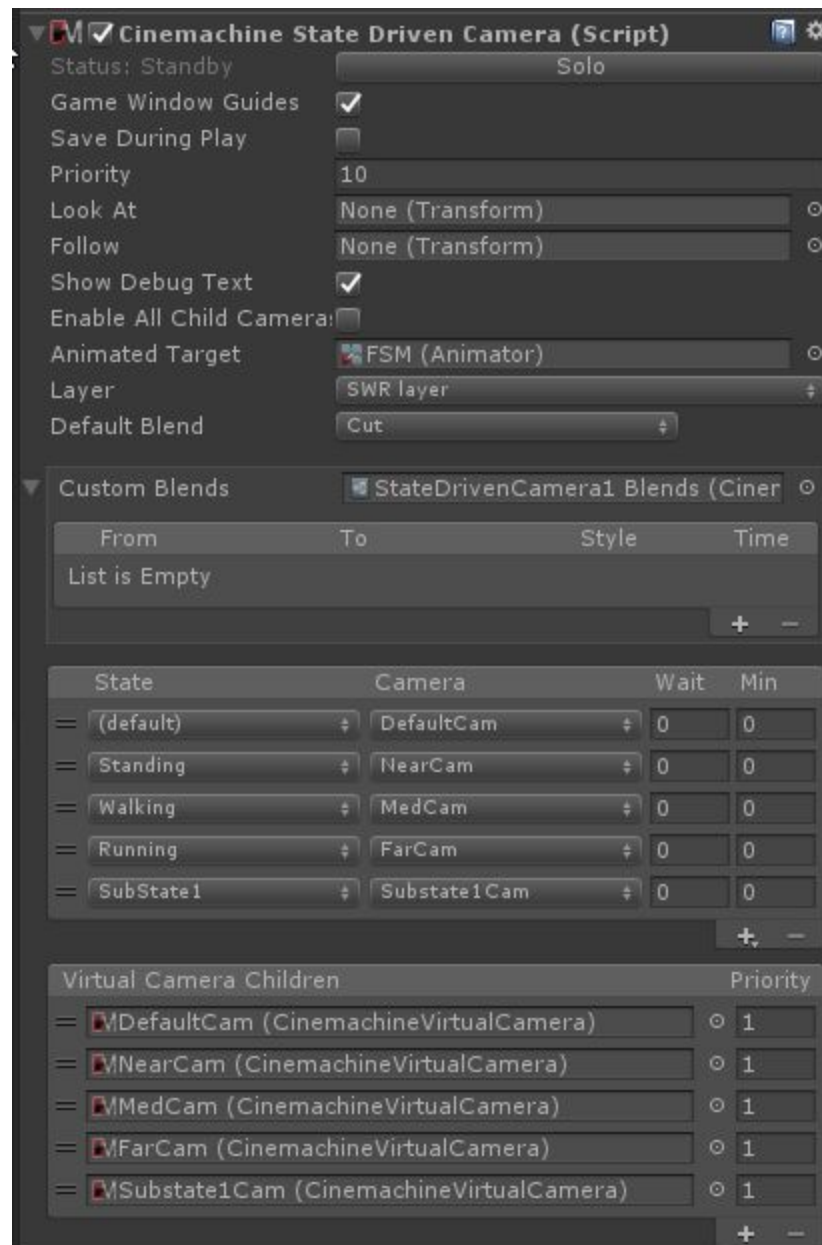 Cinemachine State Driven Camera (Script)
Status: Standby Solo
Game Window Guides
Save During Play
Priority 10
Look At None (Transform)
Follow None (Transform)
Show Debug Text
Enable All Child Cameras
Animated Target FSM (Animator)
Layer SWR layer
Default Blend Cut
Custom Blends StateDrivenCamera1 Blends (Ciner
From To Style Time
List is Empty
+ −
State Camera Wait Min
(default) DefaultCam 0 0
Standing NearCam 0 0
Walking MedCam 0 0
Running FarCam 0 0
SubState1 Substate1Cam 0 0
+ −
Virtual Camera Children Priority
DefaultCam (CinemachineVirtualCamera) 1
NearCam (CinemachineVirtualCamera) 1
MedCam (CinemachineVirtualCamera) 1
FarCam (CinemachineVirtualCamera) 1
Substate1Cam (CinemachineVirtualCamera) 1
+ −